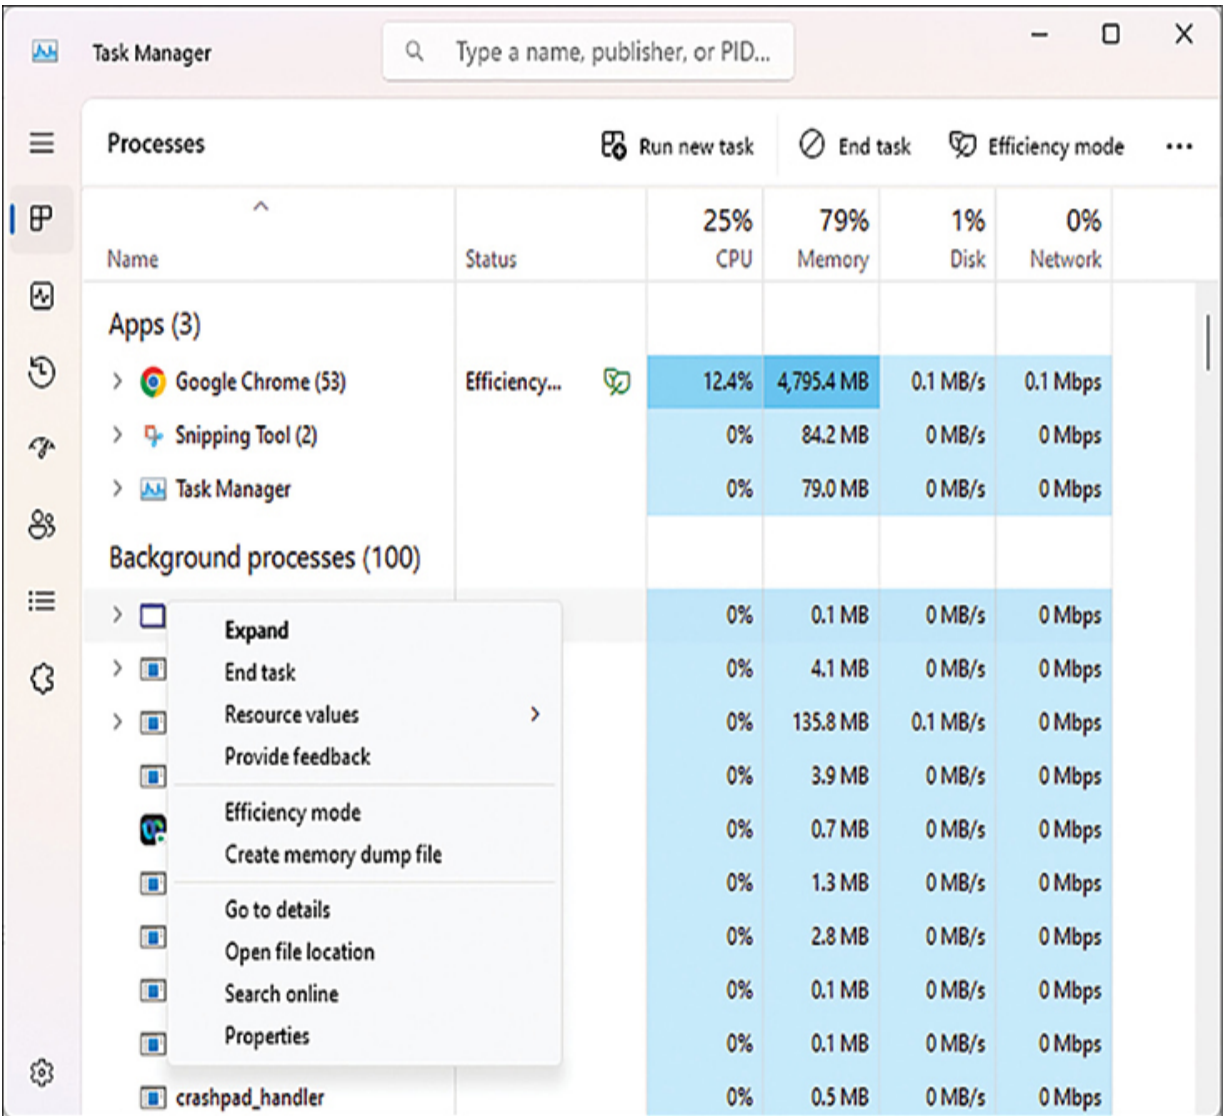 Task Manager
Type a name, publisher, or PID...
Processes
Run new task
End task
Efficiency mode
25% 79% 1% 0%
Name Status CPU Memory Disk Network
Apps (3)
Google Chrome (53) Efficiency... 12.4% 4,795.4 MB 0.1 MB/s 0.1 Mbps
Snipping Tool (2) 0% 84.2 MB 0 MB/s 0 Mbps
Task Manager 0% 79.0 MB 0 MB/s 0 Mbps
Background processes (100)
0% 0.1 MB 0 MB/s 0 Mbps
0% 4.1 MB 0 MB/s 0 Mbps
0% 135.8 MB 0.1 MB/s 0 Mbps
0% 3.9 MB 0 MB/s 0 Mbps
0% 0.7 MB 0 MB/s 0 Mbps
0% 1.3 MB 0 MB/s 0 Mbps
0% 2.8 MB 0 MB/s 0 Mbps
0% 0.1 MB 0 MB/s 0 Mbps
0% 0.1 MB 0 MB/s 0 Mbps
crashpad_handler 0% 0.5 MB 0 MB/s 0 Mbps
Expand
End task
Resource values
Provide feedback
Efficiency mode
Create memory dump file
Go to details
Open file location
Search online
Properties